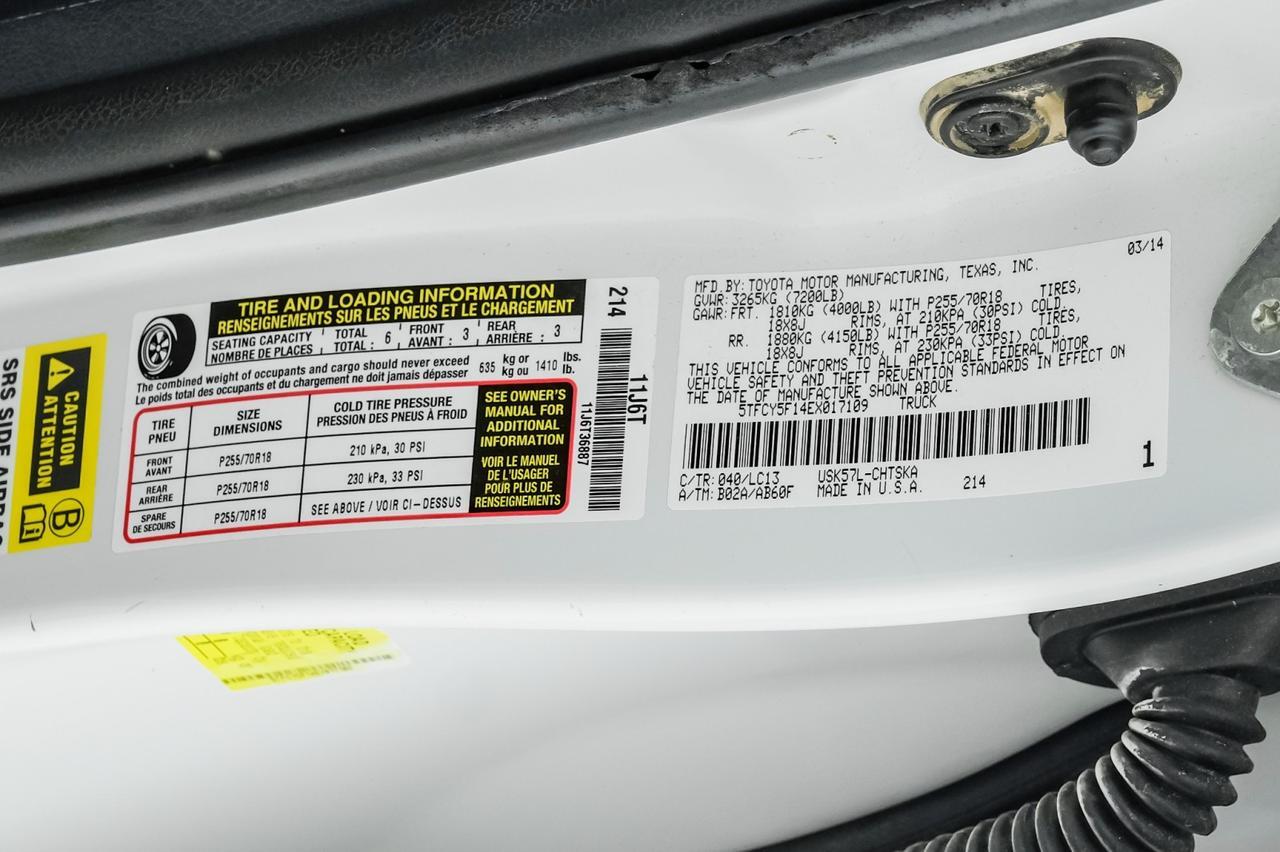 SRS SIDE AIRBAG
CAUTION
ATTENTION
B
i
TIRE AND LOADING INFORMATION
RENSEIGNEMENTS SUR LES PNEUS ET LE CHARGEMENT
SEATING CAPACITY TOTAL : 6 FRONT : 3 REAR : 3
NOMBRE DE PLACES TOTAL : AVANT : ARRIÈRE :
The combined weight of occupants and cargo should never exceed 635 kg or 1410 lbs.
Le poids total des occupants et du chargement ne doit jamais dépasser kg ou lb.
TIRE SIZE COLD TIRE PRESSURE
PNEU DIMENSIONS PRESSION DES PNEUS À FROID
FRONT
AVANT P255/70R18 210 kPa, 30 PSI
REAR
ARRIÈRE P255/70R18 230 kPa, 33 PSI
SPARE
DE SECOURS P255/70R18 SEE ABOVE / VOIR CI-DESSUS
SEE OWNER'S
MANUAL FOR
ADDITIONAL
INFORMATION
VOIR LE MANUEL
DE L'USAGER
POUR PLUS DE
RENSEIGNEMENTS
214
11J6T
11J6T36887
03/14
MFD.BY:TOYOTA MOTOR MANUFACTURING, TEXAS, INC.
GVWR:3265KG (7200LB)
GAWR:FRT. 1810KG (4000LB) WITH P255/70R18 TIRES,
18X8J RIMS, AT 210KPA (30PSI) COLD.
RR. 1880KG (4150LB) WITH P255/70R18 TIRES,
18X8J RIMS, AT 230KPA (33PSI) COLD.
THIS VEHICLE CONFORMS TO ALL APPLICABLE FEDERAL MOTOR
VEHICLE SAFETY AND THEFT PREVENTION STANDARDS IN EFFECT ON
THE DATE OF MANUFACTURE SHOWN ABOVE.
5TFCY5F14EX017109 TRUCK
C/TR: 040/LC13 USK57L-CHTSKA
A/TM: B02A/AB60F MADE IN U.S.A. 214
1